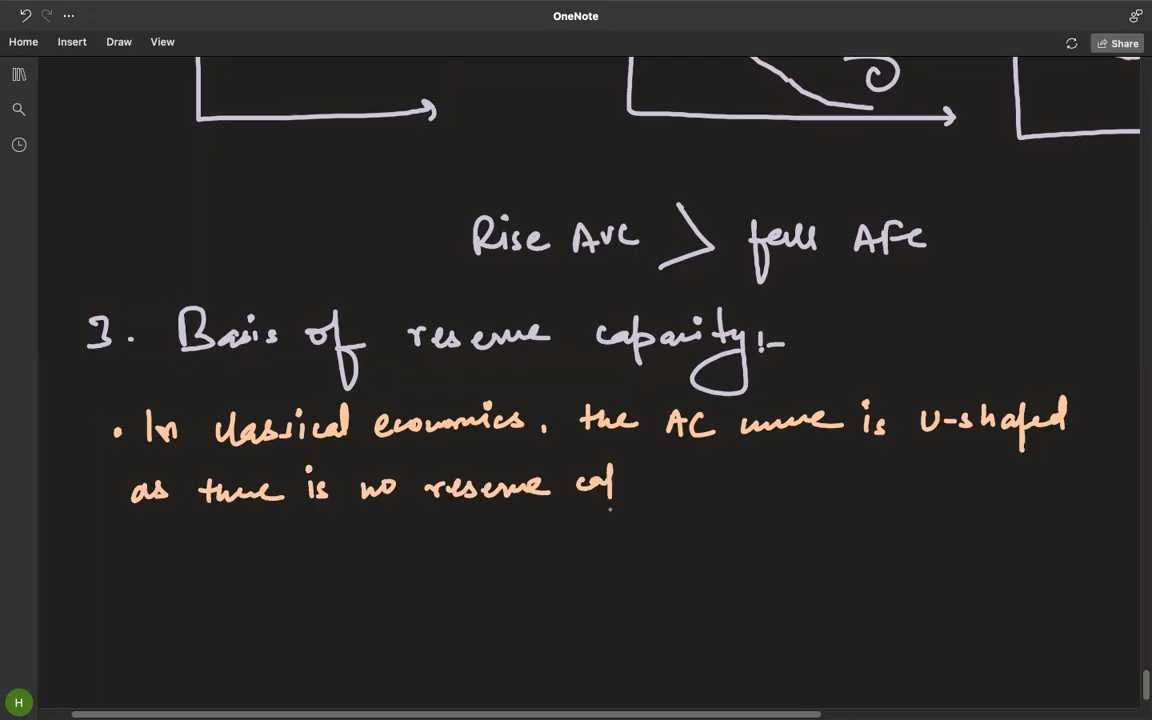 OneNote
Home Insert Draw View
Share
Rise AVC > fall AFC
3. Basis of reserve capacity:-
• In classical economics, the AC curve is U-shaped
as there is no reserve cap
H